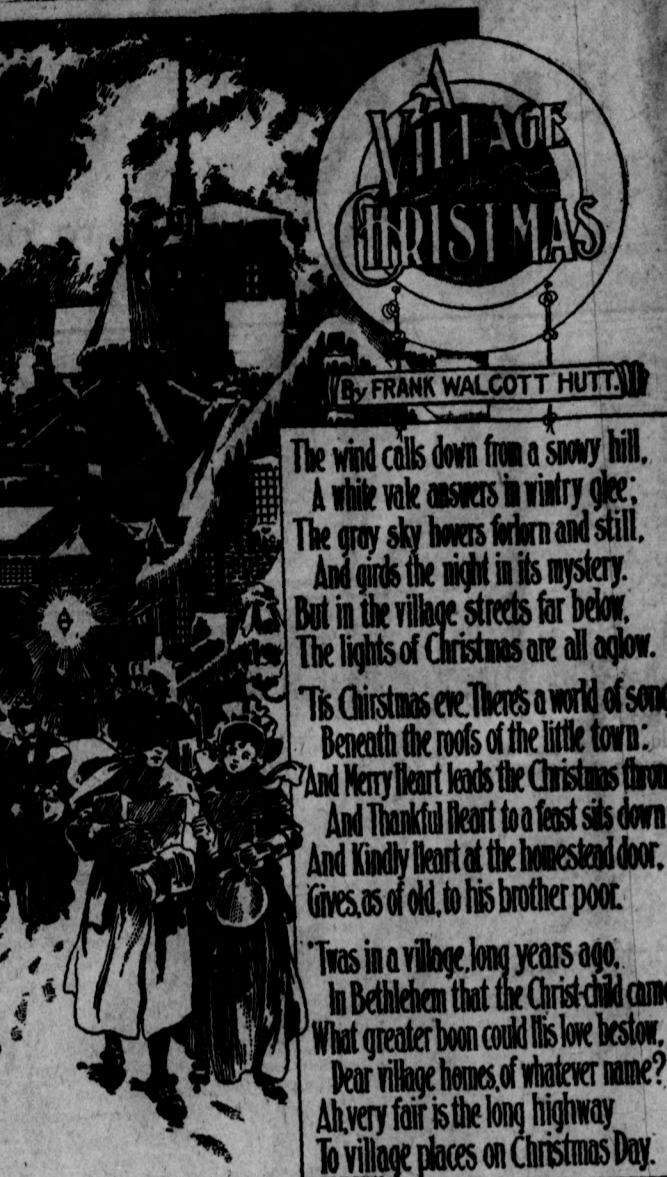 A
VILLAGE
CHRISTMAS
By FRANK WALCOTT HUTT.
The wind calls down from a snowy hill,
A white vale answers in wintry glee;
The gray sky hovers forlorn and still,
And girds the night in its mystery.
But in the village streets far below,
The lights of Christmas are all aglow.
'Tis Chirstmas eve. There's a world of song
Beneath the roofs of the little town;
And Merry Heart leads the Christmas thron
And Thankful Heart to a feast sits down
And Kindly Heart at the homestead door,
Gives, as of old, to his brother poor.
'Twas in a village, long years ago,
In Bethlehem that the Christ-child came
What greater boon could His love bestow,
Dear village homes, of whatever name?
Ah, very fair is the long highway
To village places on Christmas Day.